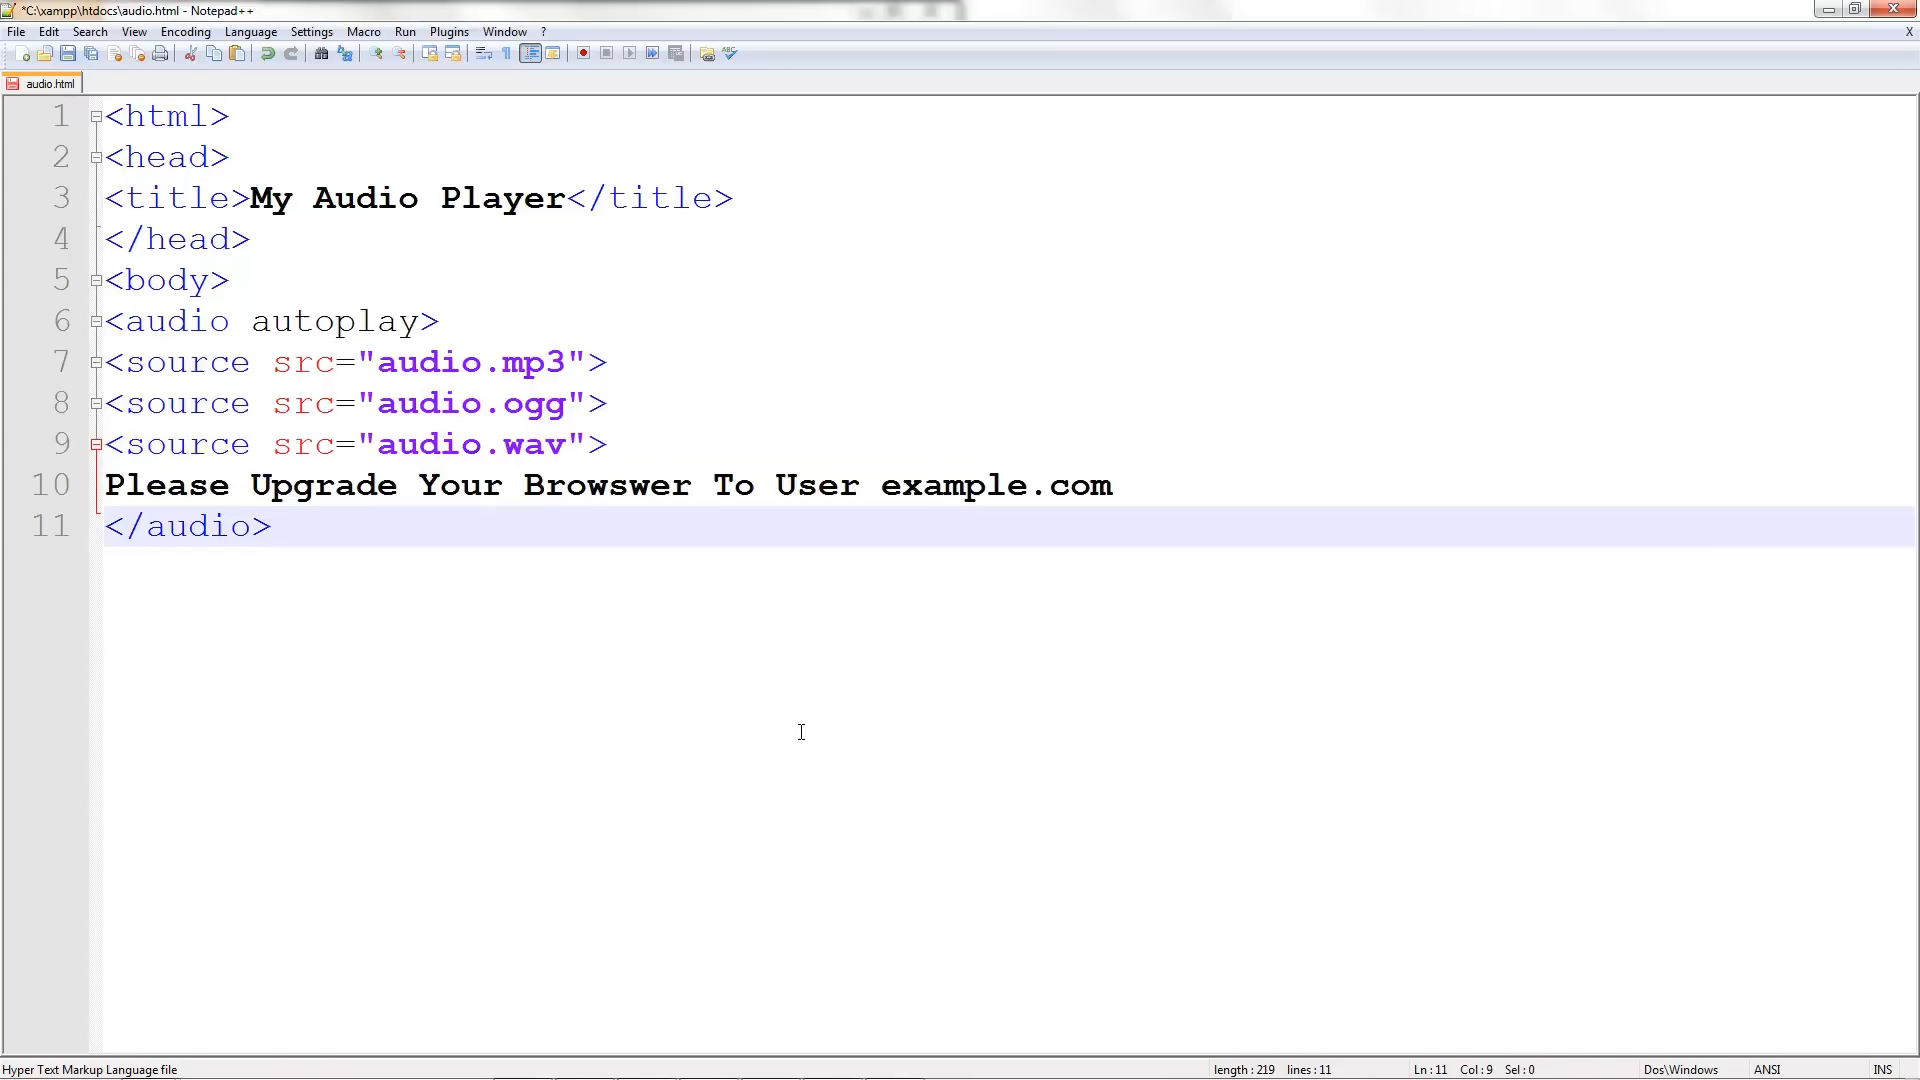 *C:\xampp\htdocs\audio.html - Notepad++
File Edit Search View Encoding Language Settings Macro Run Plugins Window ? X
audio.html
1 <html>
2 <head>
3 <title>My Audio Player</title>
4 </head>
5 <body>
6 <audio autoplay>
7 <source src="audio.mp3">
8 <source src="audio.ogg">
9 <source src="audio.wav">
10 Please Upgrade Your Browswer To User example.com
11 </audio>
Hyper Text Markup Language file length : 219 lines : 11 Ln : 11 Col : 9 Sel : 0 Dos\Windows ANSI INS